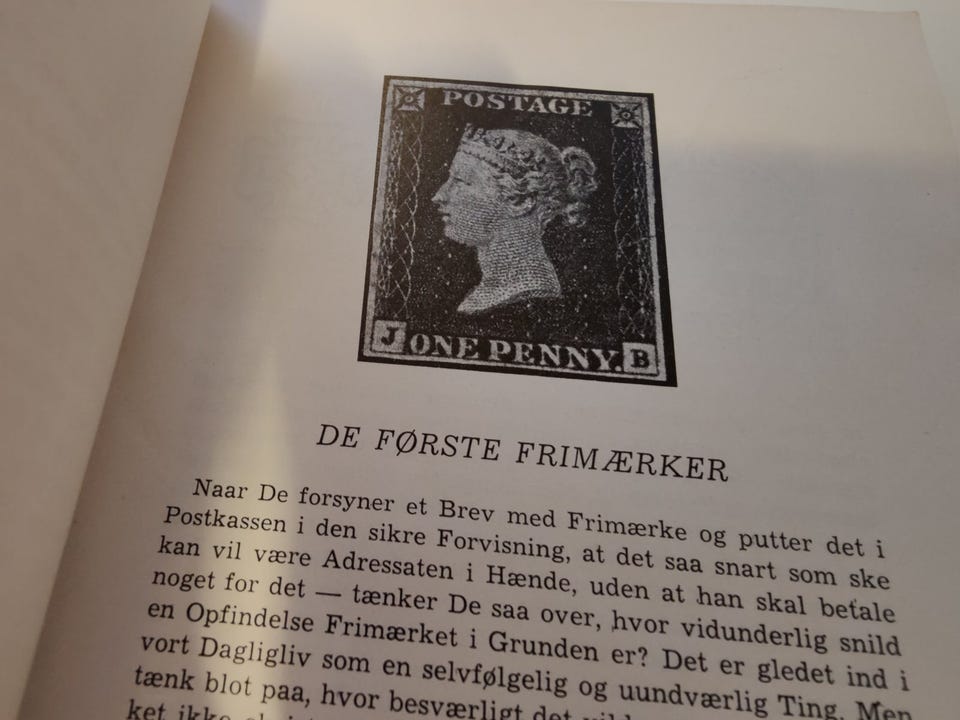 POSTAGE
J ONE PENNY. B
DE FØRSTE FRIMÆRKER
Naar De forsyner et Brev med Frimærke og putter det i
Postkassen i den sikre Forvisning, at det saa snart som ske
kan vil være Adressaten i Hænde, uden at han skal betale
noget for det — tænker De saa over, hvor vidunderlig snild
en Opfindelse Frimærket i Grunden er? Det er gledet ind i
vort Dagligliv som en selvfølgelig og uundværlig Ting. Men
tænk blot paa, hvor besværligt det
ket ikke